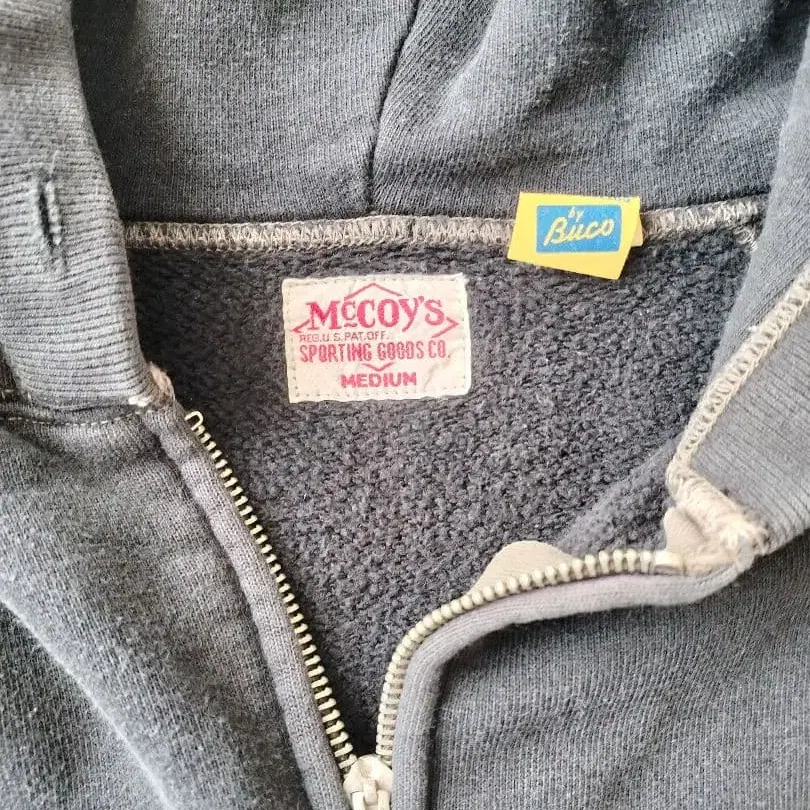 by
Buco
McCOY'S
REG.U.S.PAT.OFF.
SPORTING GOODS CO.
MEDIUM